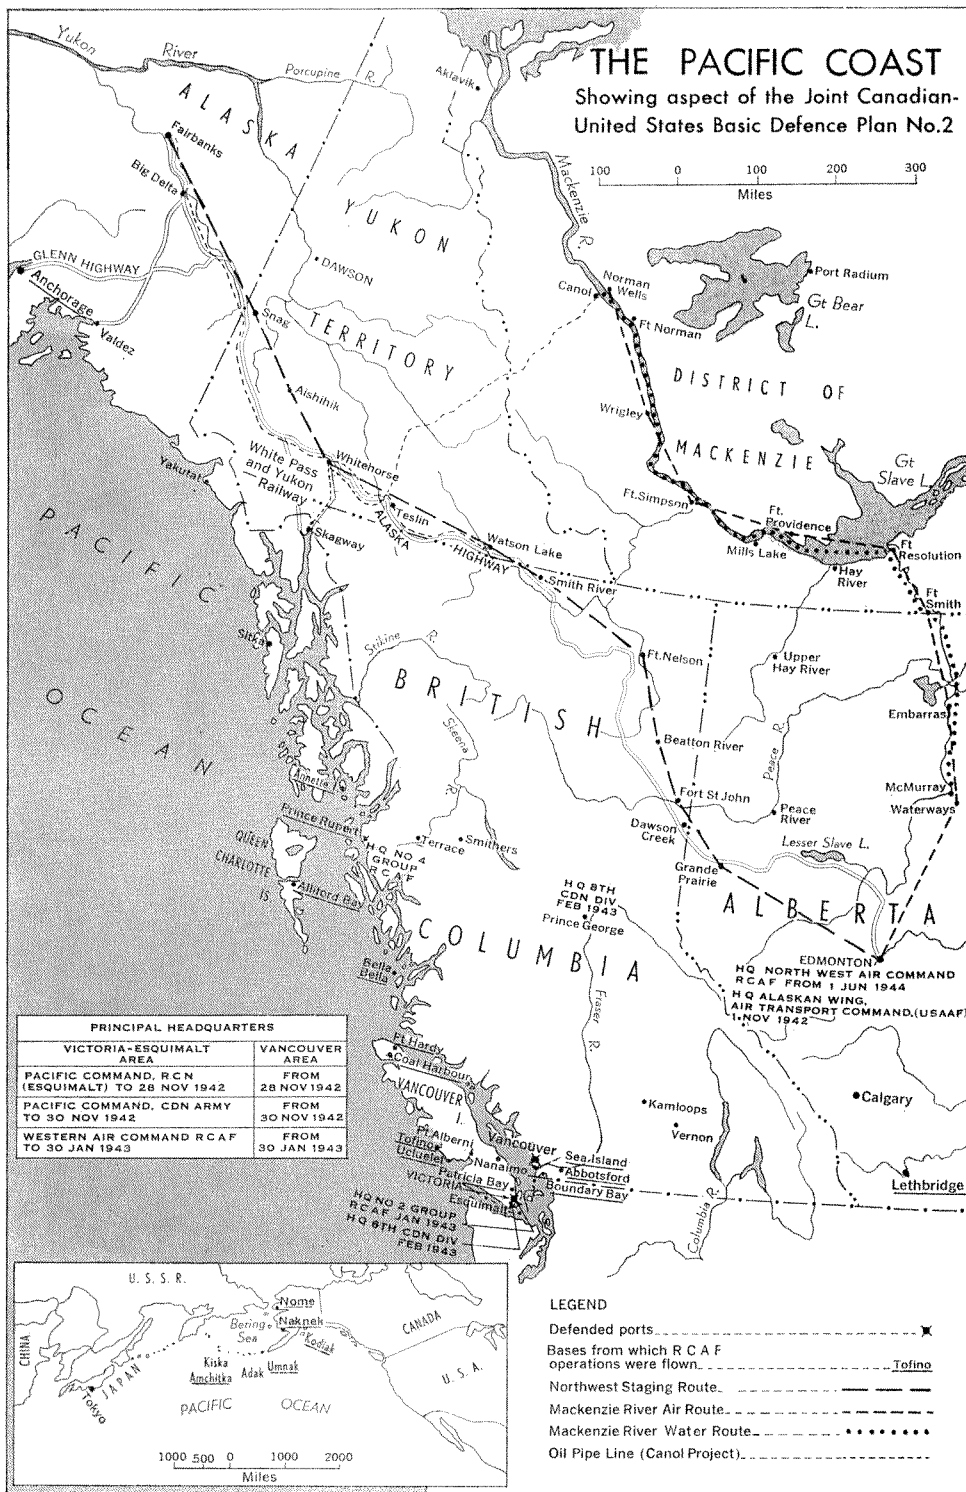 THE PACIFIC COAST
Showing aspect of the Joint Canadian-
United States Basic Defence Plan No.2
100 0 100 200 300
Miles
Yukon River
Porcupine R.
Aklavik
ALASKA
Fairbanks
Big Delta
YUKON
Mackenzie R.
GLENN HIGHWAY
DAWSON
Norman
Wells
Canol
Port Radium
Gt Bear
L.
Anchorage
Valdez
Snag
TERRITORY
Ft Norman
DISTRICT OF
Aishihik
Wrigley
MACKENZIE
Gt
Slave L.
Yakutat
White Pass
and Yukon
Railway
Whitehorse
Ft.Simpson
Ft.
Providence
Teslin
ALASKA
HIGHWAY
Skagway
Watson Lake
Mills Lake
Ft
Resolution
Hay
River
Smith River
Ft
Smith
PACIFIC
OCEAN
Sitka
Stikine R.
Ft.Nelson
Upper
Hay River
BRITISH
Skeena R.
Embarras
Beatton River
Peace R.
Annette I.
Fort St John
McMurray
Waterways
Prince Rupert
Peace
River
Dawson
Creek
Terrace
Smithers
QUEEN
CHARLOTTE
IS.
HQ NO 4
GROUP
RCAF
Lesser Slave L.
Grande
Prairie
Alliford Bay
HQ 8TH
CDN DIV
FEB 1943
Prince George
ALBERTA
COLUMBIA
EDMONTON
HQ NORTH WEST AIR COMMAND
RCAF FROM 1 JUN 1944
HQ ALASKAN WING,
AIR TRANSPORT COMMAND,(USAAF)
1 NOV 1942
Bella
Bella
Fraser R.
PRINCIPAL HEADQUARTERS
VICTORIA-ESQUIMALT
AREA
VANCOUVER
AREA
PACIFIC COMMAND, RCN
(ESQUIMALT) TO 28 NOV 1942
FROM
28 NOV 1942
PACIFIC COMMAND, CDN ARMY
TO 30 NOV 1942
FROM
30 NOV 1942
WESTERN AIR COMMAND RCAF
TO 30 JAN 1943
FROM
30 JAN 1943
Pt Hardy
Coal Harbour
VANCOUVER
I.
Kamloops
Calgary
Vernon
Pt Alberni
Tofino
Ucluelet
Vancouver
Sea Island
Nanaimo
Abbotsford
Lethbridge
Patricia Bay
Boundary Bay
VICTORIA
Esquimalt
HQ NO 2 GROUP
RCAF JAN 1943
HQ 6TH CDN DIV
FEB 1943
Columbia R.
U.S.S.R.
Nome
Naknek
Bering
Sea
Kodiak
CANADA
CHINA
JAPAN
Kiska
Amchitka
Adak
Umnak
U.S.A.
Tokyo
PACIFIC OCEAN
1000 500 0 1000 2000
Miles
LEGEND
Defended ports
Bases from which RCAF
operations were flown Tofino
Northwest Staging Route
Mackenzie River Air Route
Mackenzie River Water Route
Oil Pipe Line (Canol Project)